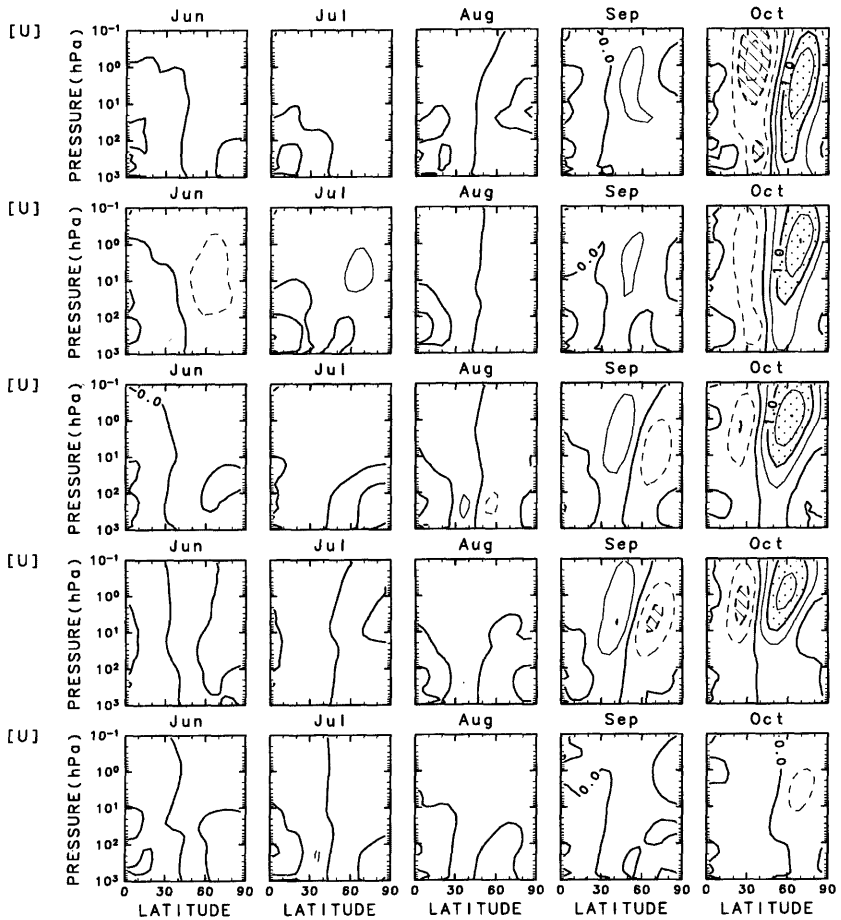 Jun Jul Aug Sep Oct
[U] PRESSURE(hPa) 10⁻¹ 10⁰ 10¹ 10² 10³ 0.0 1.0
Jun Jul Aug Sep Oct
[U] PRESSURE(hPa) 10⁻¹ 10⁰ 10¹ 10² 10³ 0.0 1.0
Jun Jul Aug Sep Oct
[U] PRESSURE(hPa) 10⁻¹ 10⁰ 10¹ 10² 10³ 0.0 1.0
Jun Jul Aug Sep Oct
[U] PRESSURE(hPa) 10⁻¹ 10⁰ 10¹ 10² 10³
Jun Jul Aug Sep Oct
[U] PRESSURE(hPa) 10⁻¹ 10⁰ 10¹ 10² 10³ 0.0 0.0
0 30 60 90 0 30 60 90 0 30 60 90 0 30 60 90 0 30 60 90
LATITUDE LATITUDE LATITUDE LATITUDE LATITUDE